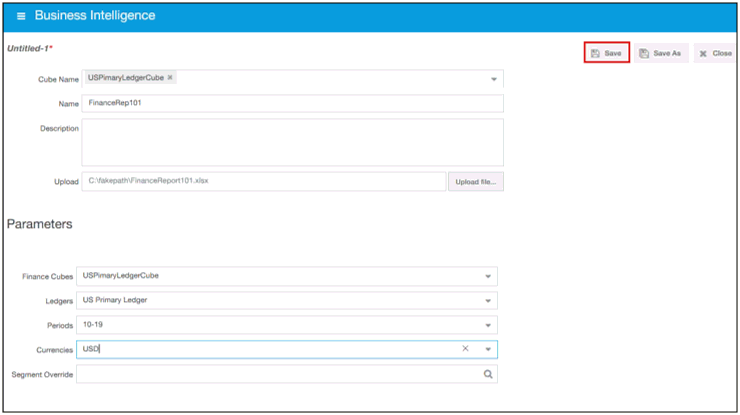 Business Intelligence
Untitled-1*
Save
Save As
Close
Cube Name USPimaryLedgerCube
Name FinanceRep101
Description
Upload C:\fakepath\FinanceReport101.xlsx Upload file...
Parameters
Finance Cubes USPimaryLedgerCube
Ledgers US Primary Ledger
Periods 10-19
Currencies USD
Segment Override